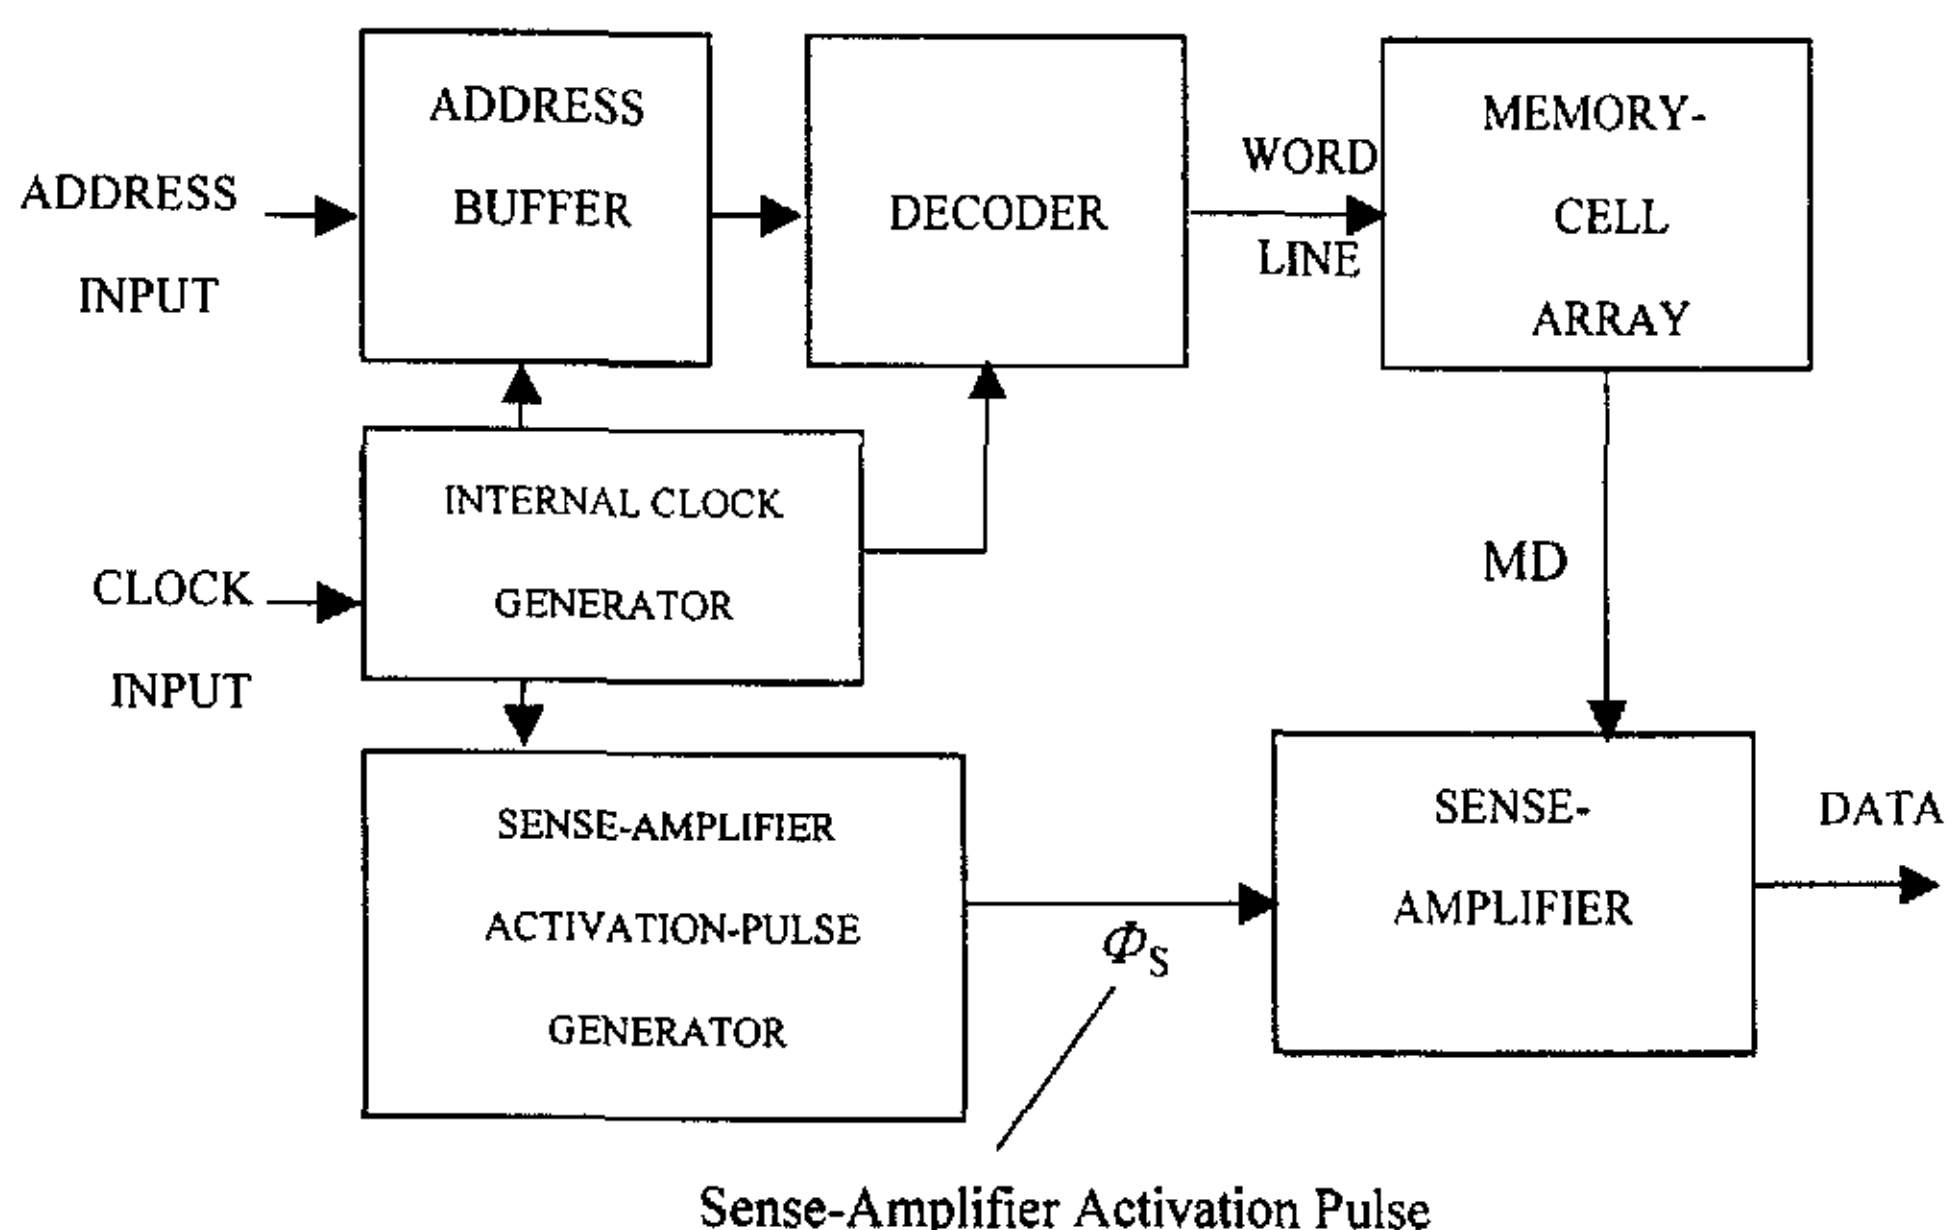 ADDRESS
INPUT
ADDRESS
BUFFER
DECODER
WORD
LINE
MEMORY-
CELL
ARRAY
CLOCK
INPUT
INTERNAL CLOCK
GENERATOR
MD
SENSE-AMPLIFIER
ACTIVATION-PULSE
GENERATOR
ΦS
SENSE-
AMPLIFIER
DATA
Sense-Amplifier Activation Pulse